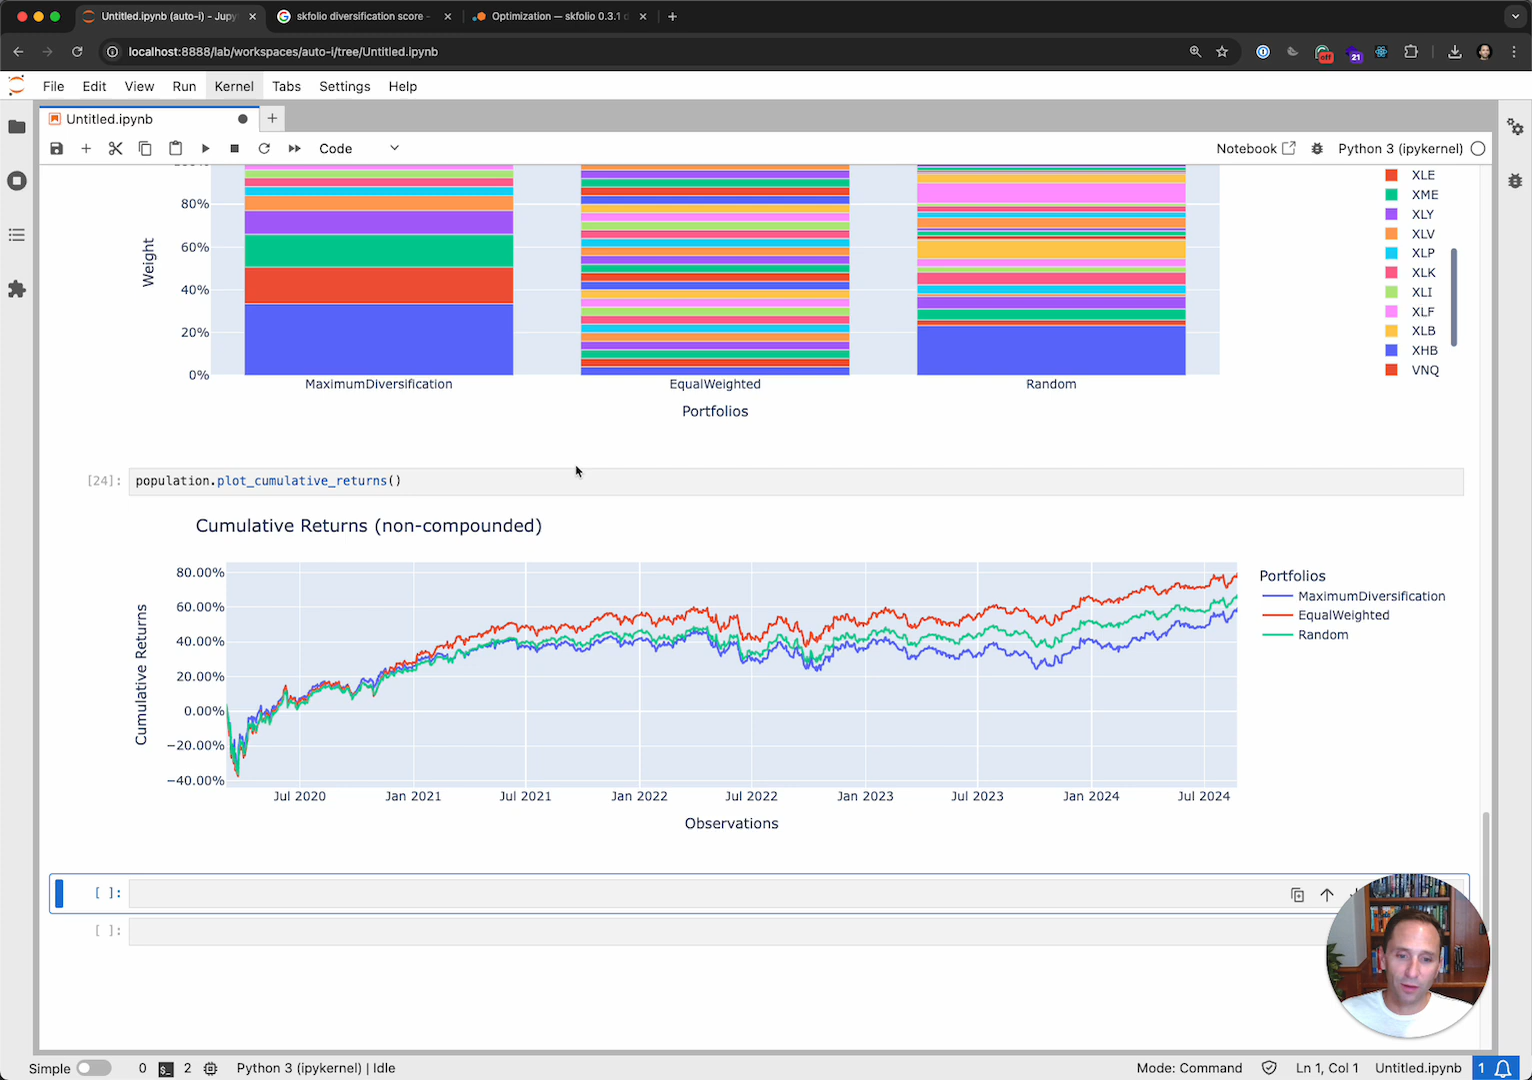 Untitled.ipynb (auto-i) - Jupy
skfolio diversification score -
Optimization — skfolio 0.3.1 d
localhost:8888/lab/workspaces/auto-i/tree/Untitled.ipynb
off
21
File Edit View Run Kernel Tabs Settings Help
Untitled.ipynb
Code
Notebook
Python 3 (ipykernel)
80%
60%
40%
20%
0%
Weight
MaximumDiversification
EqualWeighted
Random
Portfolios
XLE
XME
XLY
XLV
XLP
XLK
XLI
XLF
XLB
XHB
VNQ
[24]: population.plot_cumulative_returns()
Cumulative Returns (non-compounded)
80.00%
60.00%
40.00%
20.00%
0.00%
−20.00%
−40.00%
Cumulative Returns
Jul 2020
Jan 2021
Jul 2021
Jan 2022
Jul 2022
Jan 2023
Jul 2023
Jan 2024
Jul 2024
Observations
Portfolios
MaximumDiversification
EqualWeighted
Random
[ ]:
[ ]:
Simple 0 2 Python 3 (ipykernel) | Idle
Mode: Command Ln 1, Col 1 Untitled.ipynb 1